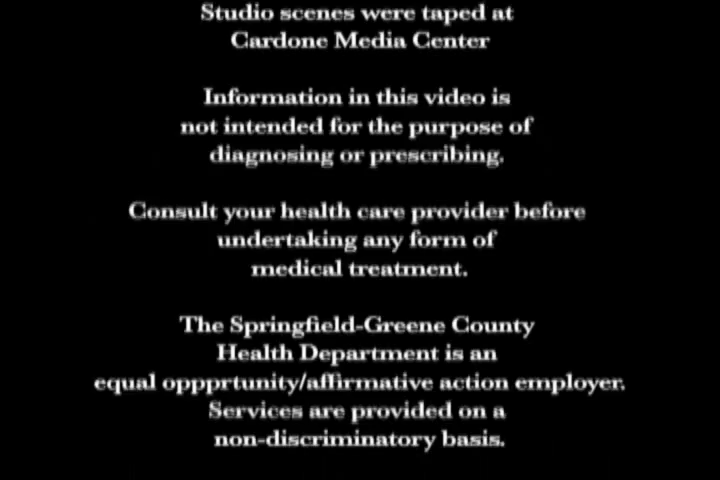 Studio scenes were taped at
Cardone Media Center
Information in this video is
not intended for the purpose of
diagnosing or prescribing.
Consult your health care provider before
undertaking any form of
medical treatment.
The Springfield-Greene County
Health Department is an
equal oppprtunity/affirmative action employer.
Services are provided on a
non-discriminatory basis.